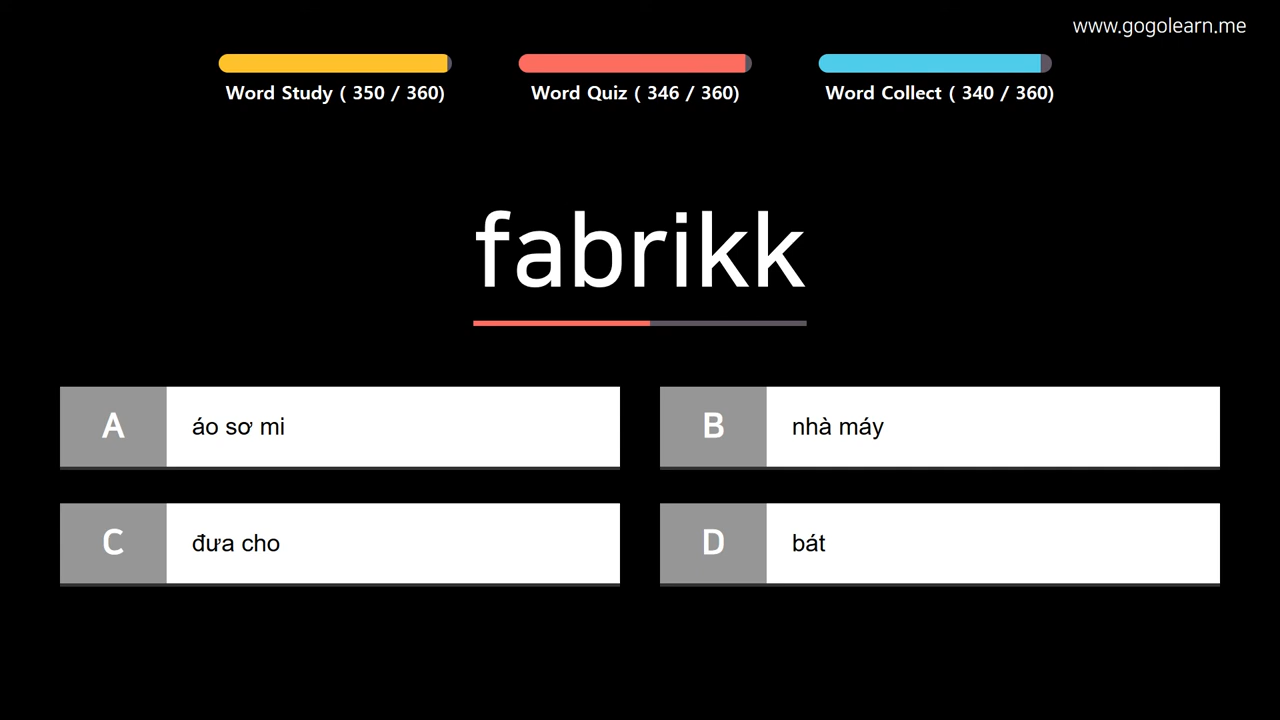 www.gogolearn.me
Word Study ( 350 / 360)
Word Quiz ( 346 / 360)
Word Collect ( 340 / 360)
fabrikk
A áo sơ mi
B nhà máy
C đưa cho
D bát